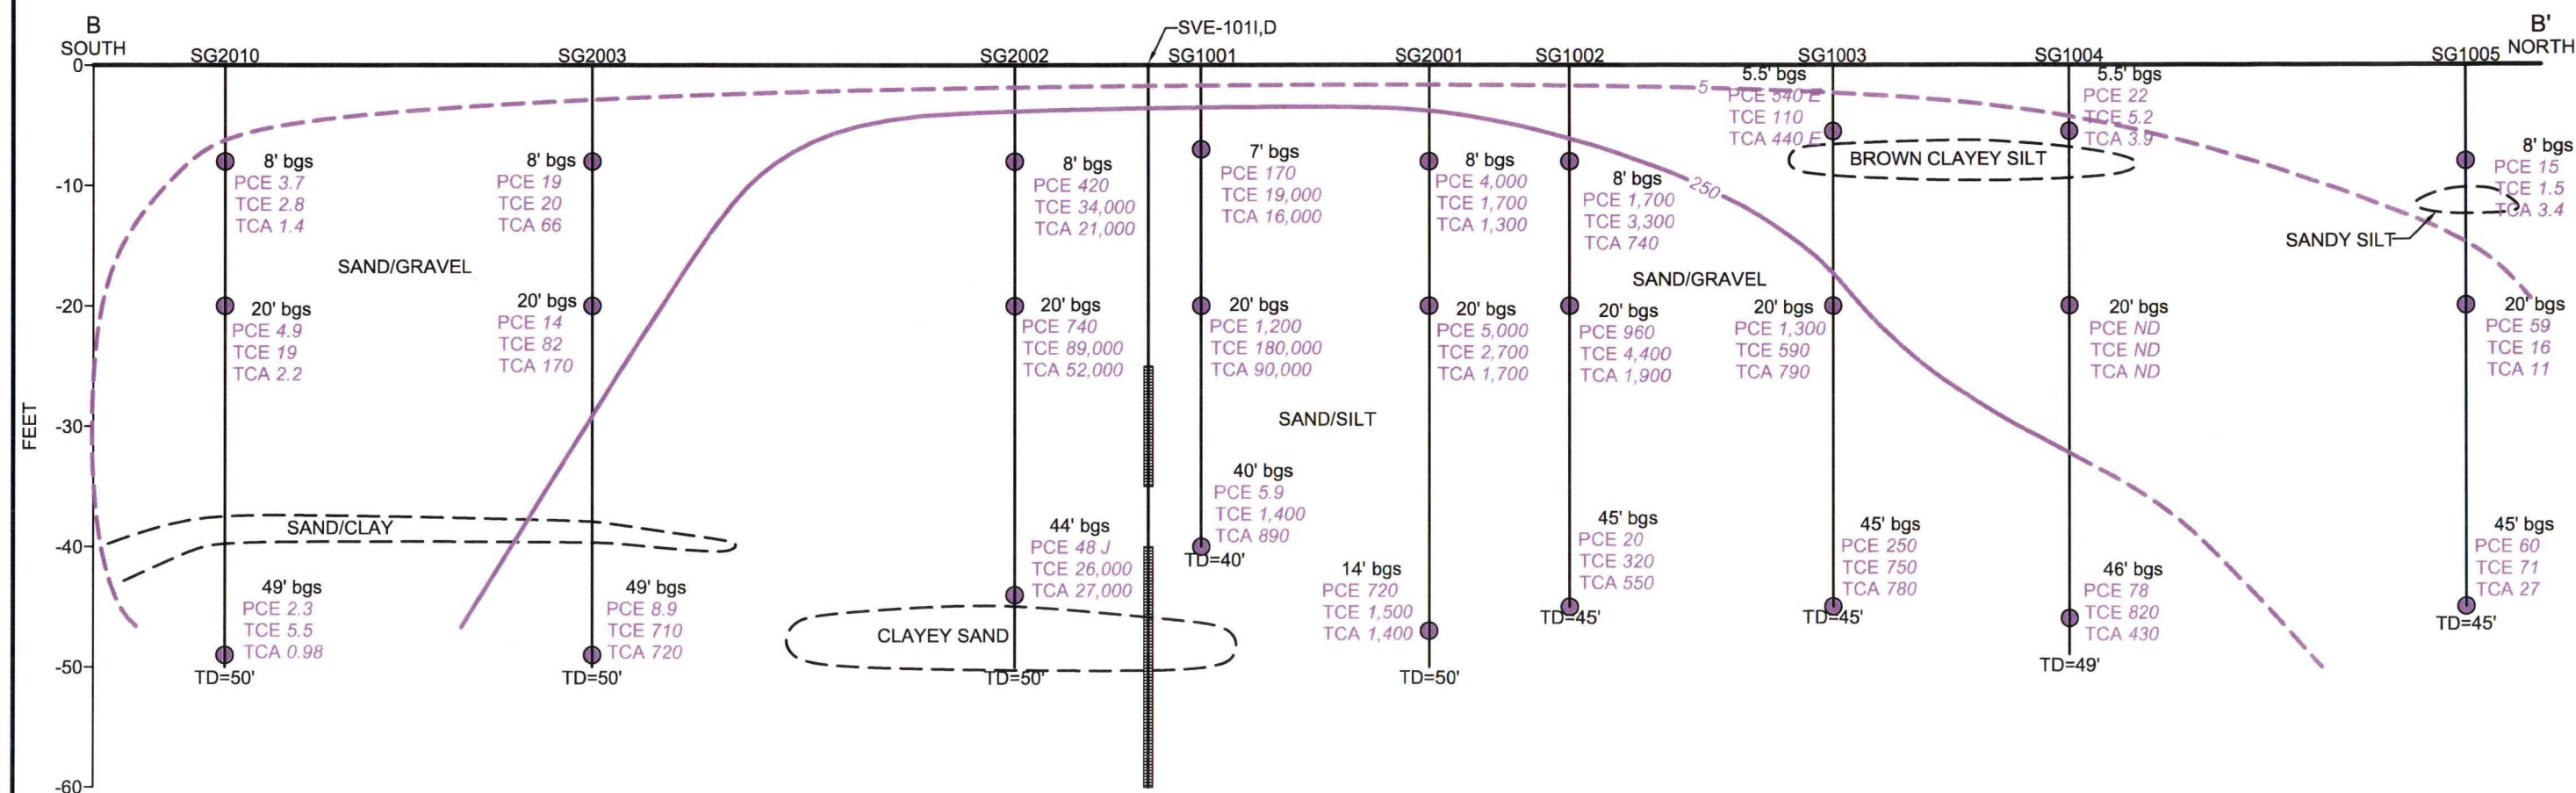 B
SOUTH
B'
NORTH
SVE-101I,D
SG2010
SG2003
SG2002
SG1001
SG2001
SG1002
SG1003
SG1004
SG1005
FEET
0
-10
-20
-30
-40
-50
-60
5
250
8' bgs
PCE 3.7
TCE 2.8
TCA 1.4
20' bgs
PCE 4.9
TCE 19
TCA 2.2
49' bgs
PCE 2.3
TCE 5.5
TCA 0.98
TD=50'
SAND/GRAVEL
SAND/CLAY
8' bgs
PCE 19
TCE 20
TCA 66
20' bgs
PCE 14
TCE 82
TCA 170
49' bgs
PCE 8.9
TCE 710
TCA 720
TD=50'
8' bgs
PCE 420
TCE 34,000
TCA 21,000
20' bgs
PCE 740
TCE 89,000
TCA 52,000
44' bgs
PCE 48 J
TCE 26,000
TCA 27,000
CLAYEY SAND
TD=50'
7' bgs
PCE 170
TCE 19,000
TCA 16,000
20' bgs
PCE 1,200
TCE 180,000
TCA 90,000
40' bgs
PCE 5.9
TCE 1,400
TCA 890
TD=40'
SAND/SILT
8' bgs
PCE 4,000
TCE 1,700
TCA 1,300
20' bgs
PCE 5,000
TCE 2,700
TCA 1,700
14' bgs
PCE 720
TCE 1,500
TCA 1,400
TD=50'
8' bgs
PCE 1,700
TCE 3,300
TCA 740
20' bgs
PCE 960
TCE 4,400
TCA 1,900
45' bgs
PCE 20
TCE 320
TCA 550
TD=45'
SAND/GRAVEL
5.5' bgs
PCE 540 E
TCE 110
TCA 440 E
20' bgs
PCE 1,300
TCE 590
TCA 790
45' bgs
PCE 250
TCE 750
TCA 780
TD=45'
BROWN CLAYEY SILT
5.5' bgs
PCE 22
TCE 5.2
TCA 3.9
20' bgs
PCE ND
TCE ND
TCA ND
46' bgs
PCE 78
TCE 820
TCA 430
TD=49'
SANDY SILT
8' bgs
PCE 15
TCE 1.5
TCA 3.4
20' bgs
PCE 59
TCE 16
TCA 11
45' bgs
PCE 60
TCE 71
TCA 27
TD=45'